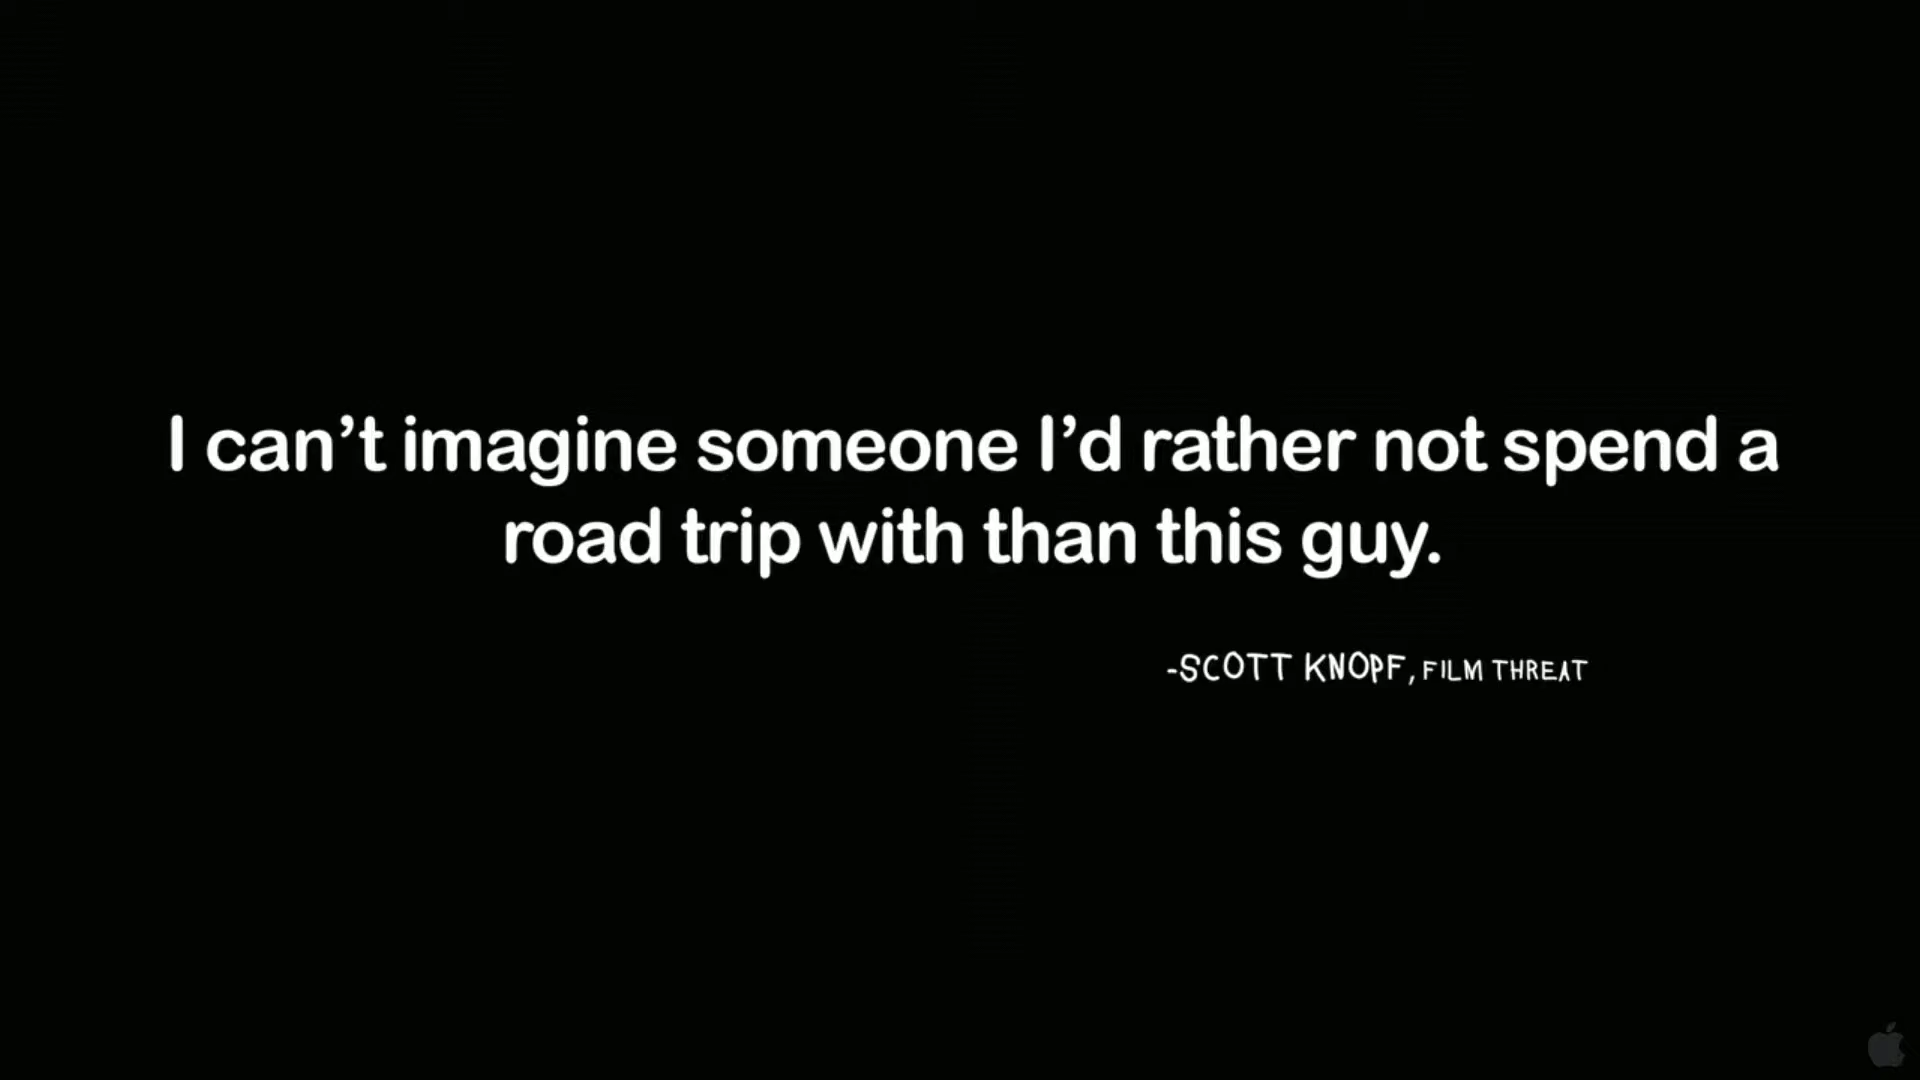 I can’t imagine someone I’d rather not spend a
road trip with than this guy.
-SCOTT KNOPF, FILM THREAT